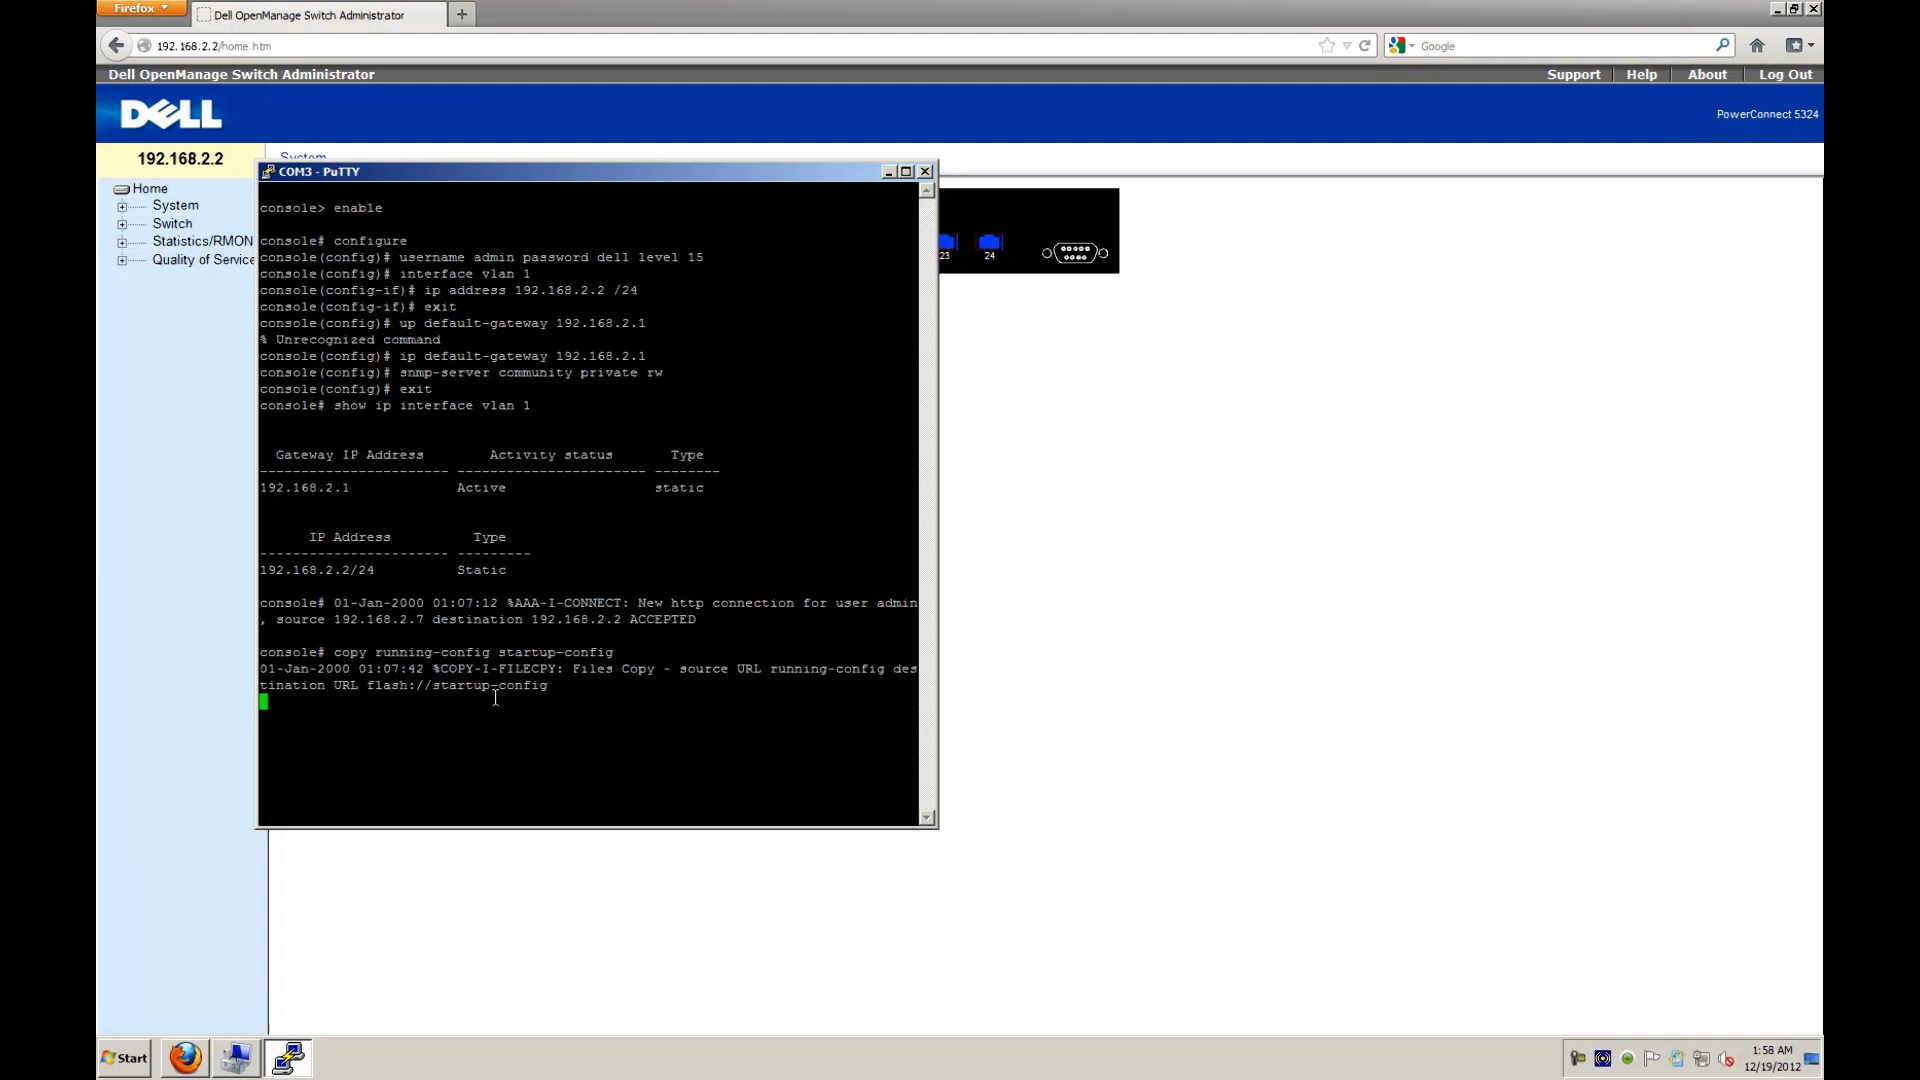 Firefox
Dell OpenManage Switch Administrator
192.168.2.2/home.htm
Google
Dell OpenManage Switch Administrator
Support
Help
About
Log Out
DELL
PowerConnect 5324
192.168.2.2
System
Home
System
Switch
Statistics/RMON
Quality of Service
COM3 - PuTTY
console> enable
console# configure
console(config)# username admin password dell level 15
console(config)# interface vlan 1
console(config-if)# ip address 192.168.2.2 /24
console(config-if)# exit
console(config)# up default-gateway 192.168.2.1
% Unrecognized command
console(config)# ip default-gateway 192.168.2.1
console(config)# snmp-server community private rw
console(config)# exit
console# show ip interface vlan 1
Gateway IP Address Activity status Type
----------------------- ----------------------- --------
192.168.2.1 Active static
IP Address Type
----------------------- ---------
192.168.2.2/24 Static
console# 01-Jan-2000 01:07:12 %AAA-I-CONNECT: New http connection for user admin
, source 192.168.2.7 destination 192.168.2.2 ACCEPTED
console# copy running-config startup-config
01-Jan-2000 01:07:42 %COPY-I-FILECPY: Files Copy - source URL running-config des
tination URL flash://startup-config
23
24
Start
1:58 AM
12/19/2012